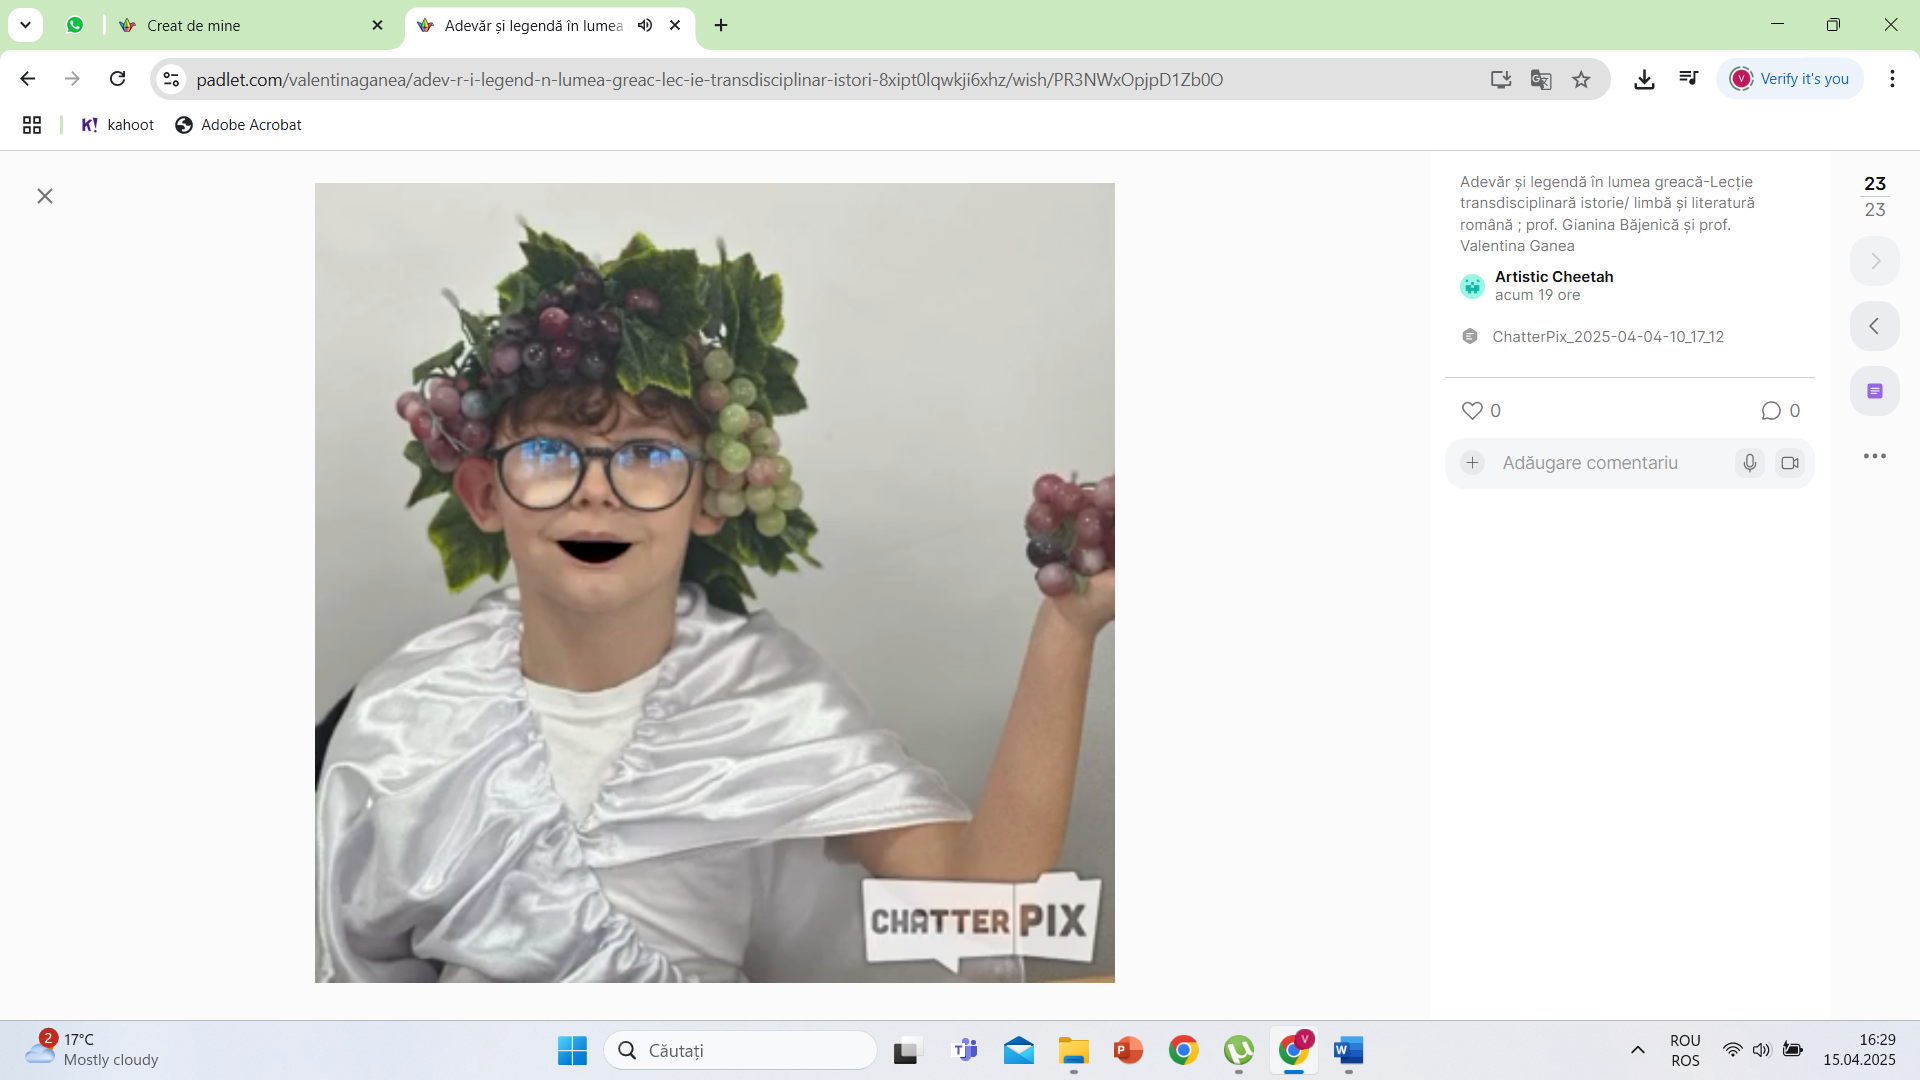 Creat de mine
Adevăr și legendă în lumea
padlet.com/valentinaganea/adev-r-i-legend-n-lumea-greac-lec-ie-transdisciplinar-istori-8xipt0lqwkji6xhz/wish/PR3NWxOpjpD1Zb0O
Verify it's you
K! kahoot
Adobe Acrobat
Adevăr și legendă în lumea greacă-Lecție
transdisciplinară istorie/ limbă și literatură
română ; prof. Gianina Băjenică și prof.
Valentina Ganea
Artistic Cheetah
acum 19 ore
ChatterPix_2025-04-04-10_17_12
0
0
Adăugare comentariu
23
23
CHATTER PIX
2
17°C
Mostly cloudy
Căutați
ROU
ROS
16:29
15.04.2025